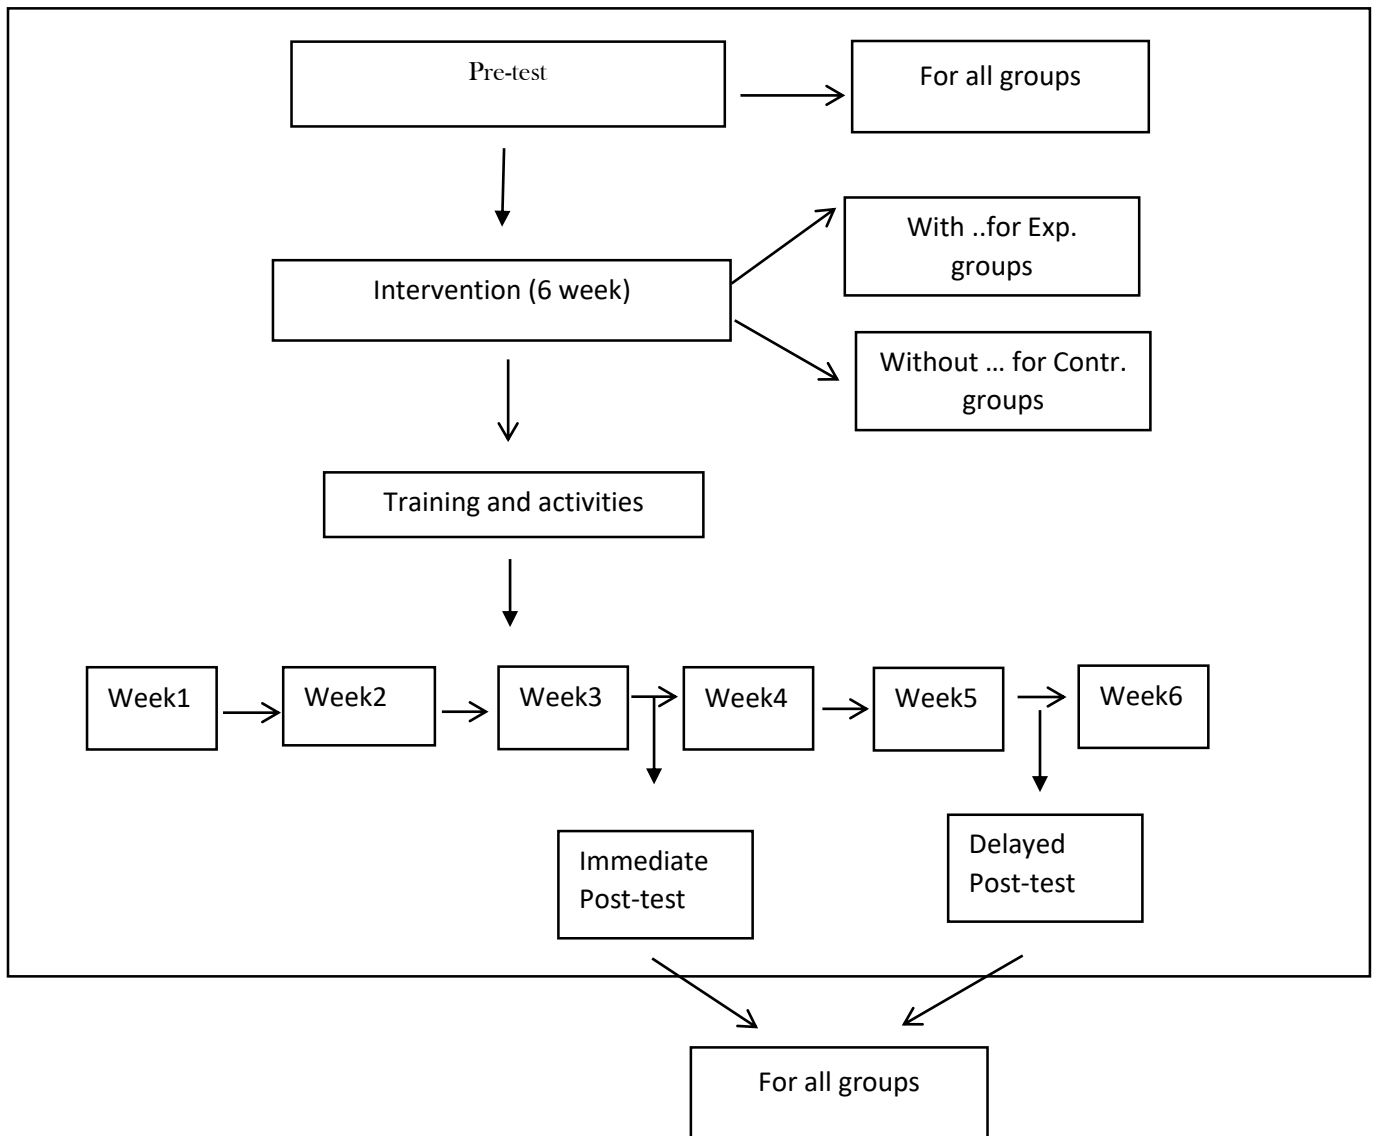 Pre-test
For all groups
With ..for Exp.
groups
Intervention (6 week)
Without ... for Contr.
groups
Training and activities
Week1
Week2
Week3
Week4
Week5
Week6
Immediate
Post-test
Delayed
Post-test
For all groups